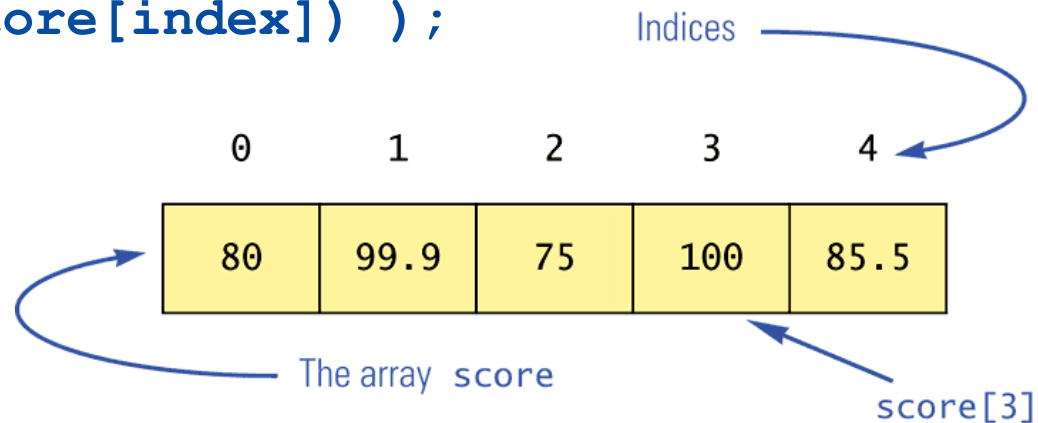 ore[index]) );
Indices
0 1 2 3 4
80 99.9 75 100 85.5
The array score
score[3]